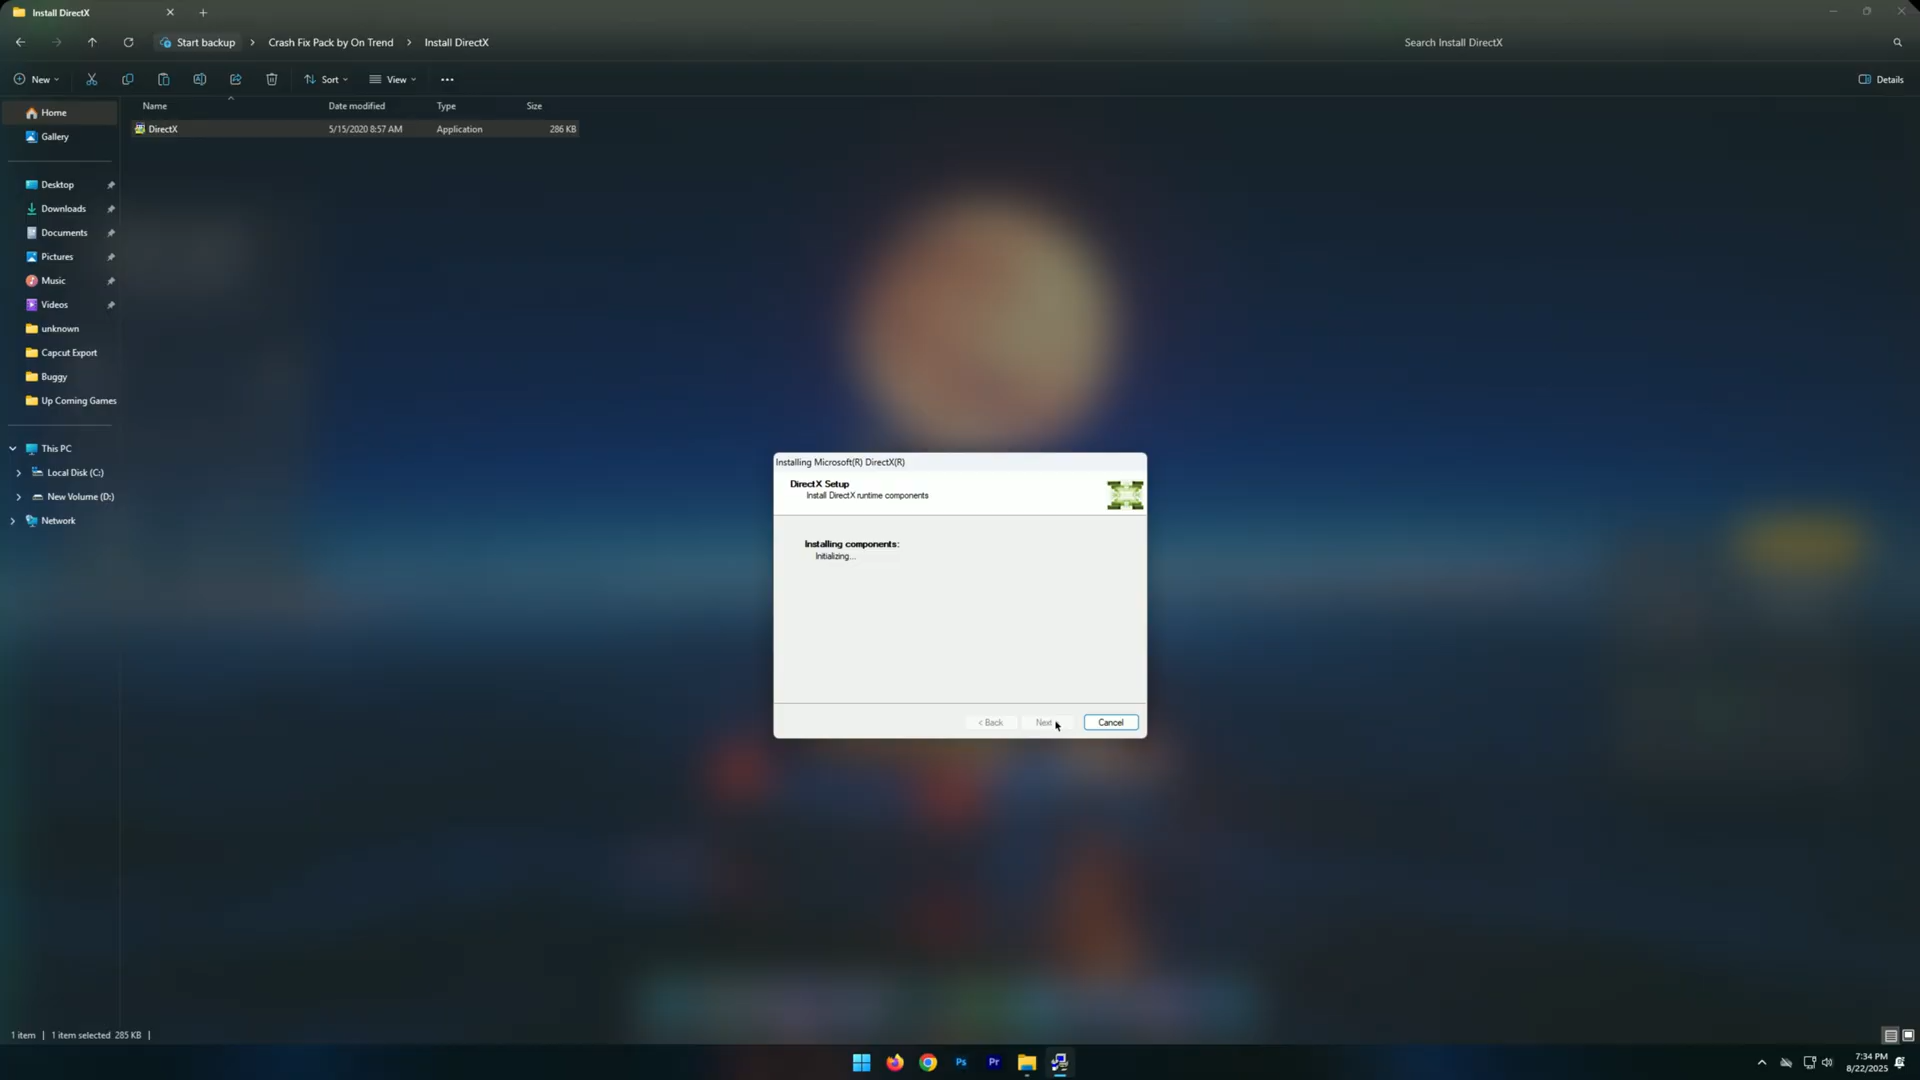 Install DirectX
Start backup > Crash Fix Pack by On Trend > Install DirectX
Search Install DirectX
New
Sort
View
Details
Name Date modified Type Size
DirectX 5/15/2020 8:57 AM Application 286 KB
Home
Gallery
Desktop
Downloads
Documents
Pictures
Music
Videos
unknown
Capcut Export
Buggy
Up Coming Games
This PC
Local Disk (C:)
New Volume (D:)
Network
Installing Microsoft(R) DirectX(R)
DirectX Setup
Install DirectX runtime components
Installing components:
Initializing...
< Back Next Cancel
1 item | 1 item selected 285 KB |
Ps Pr
7:34 PM
8/22/2025